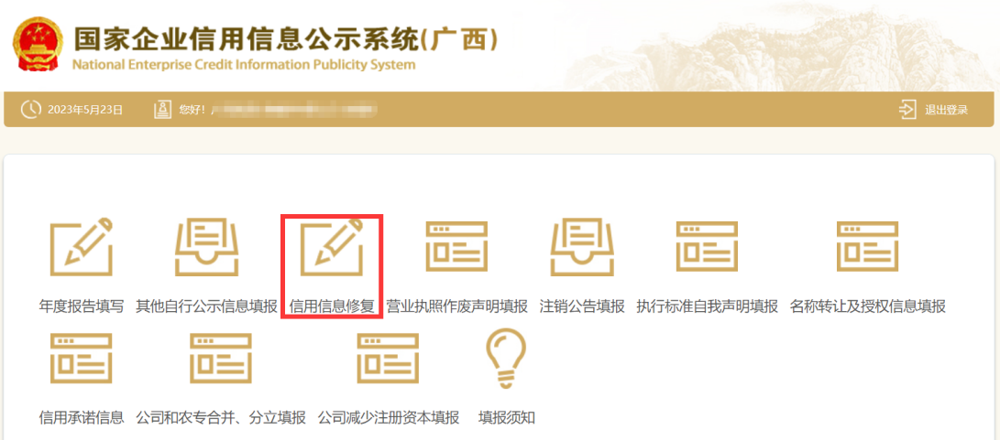 国家企业信用信息公示系统(广西)
National Enterprise Credit Information Publicity System
2023年5月23日 您好! 退出登录
年度报告填写 其他自行公示信息填报 信用信息修复 营业执照作废声明填报 注销公告填报 执行标准自我声明填报 名称转让及授权信息填报
信用承诺信息 公司和农专合并、分立填报 公司减少注册资本填报 填报须知